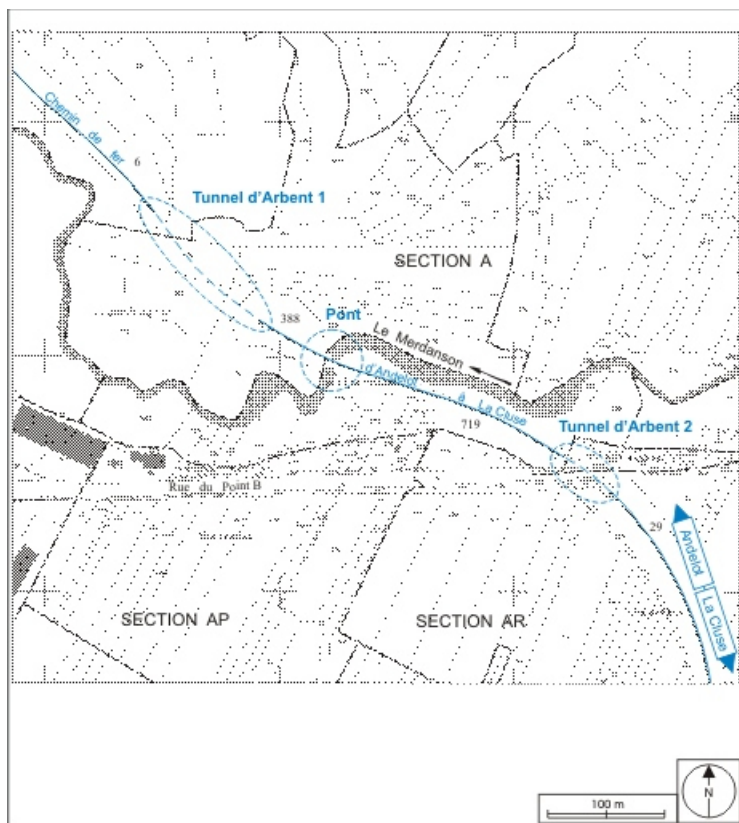 Chemin de fer
6
Tunnel d'Arbent 1
SECTION A
388
Pont
Le Merdanson
d'Andelot à La Cluse
719
Tunnel d'Arbent 2
Rue du Point B
29
Andelot
La Cluse
SECTION AP
SECTION AR
100 m
N